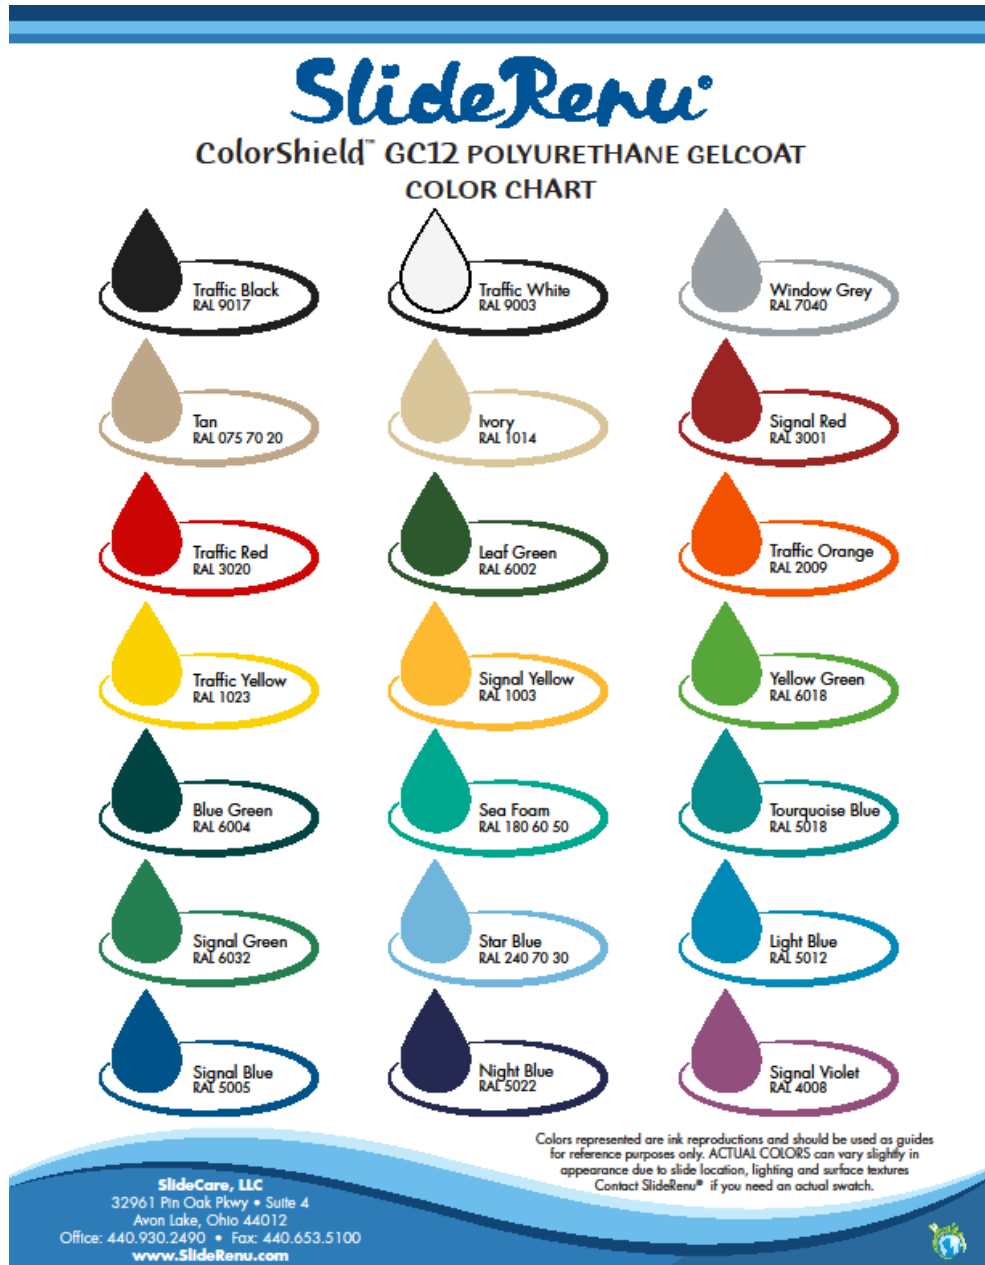 SlideRenu®
ColorShield™ GC12 POLYURETHANE GELCOAT
COLOR CHART
Traffic Black
RAL 9017
Traffic White
RAL 9003
Window Grey
RAL 7040
Tan
RAL 075 70 20
Ivory
RAL 1014
Signal Red
RAL 3001
Traffic Red
RAL 3020
Leaf Green
RAL 6002
Traffic Orange
RAL 2009
Traffic Yellow
RAL 1023
Signal Yellow
RAL 1003
Yellow Green
RAL 6018
Blue Green
RAL 6004
Sea Foam
RAL 180 60 50
Tourquoise Blue
RAL 5018
Signal Green
RAL 6032
Star Blue
RAL 240 70 30
Light Blue
RAL 5012
Signal Blue
RAL 5005
Night Blue
RAL 5022
Signal Violet
RAL 4008
Colors represented are ink reproductions and should be used as guides
for reference purposes only. ACTUAL COLORS can vary slightly in
appearance due to slide location, lighting and surface textures
Contact SlideRenu® if you need an actual swatch.
SlideCare, LLC
32961 Pin Oak Pkwy • Suite 4
Avon Lake, Ohio 44012
Office: 440.930.2490 • Fax: 440.653.5100
www.SlideRenu.com